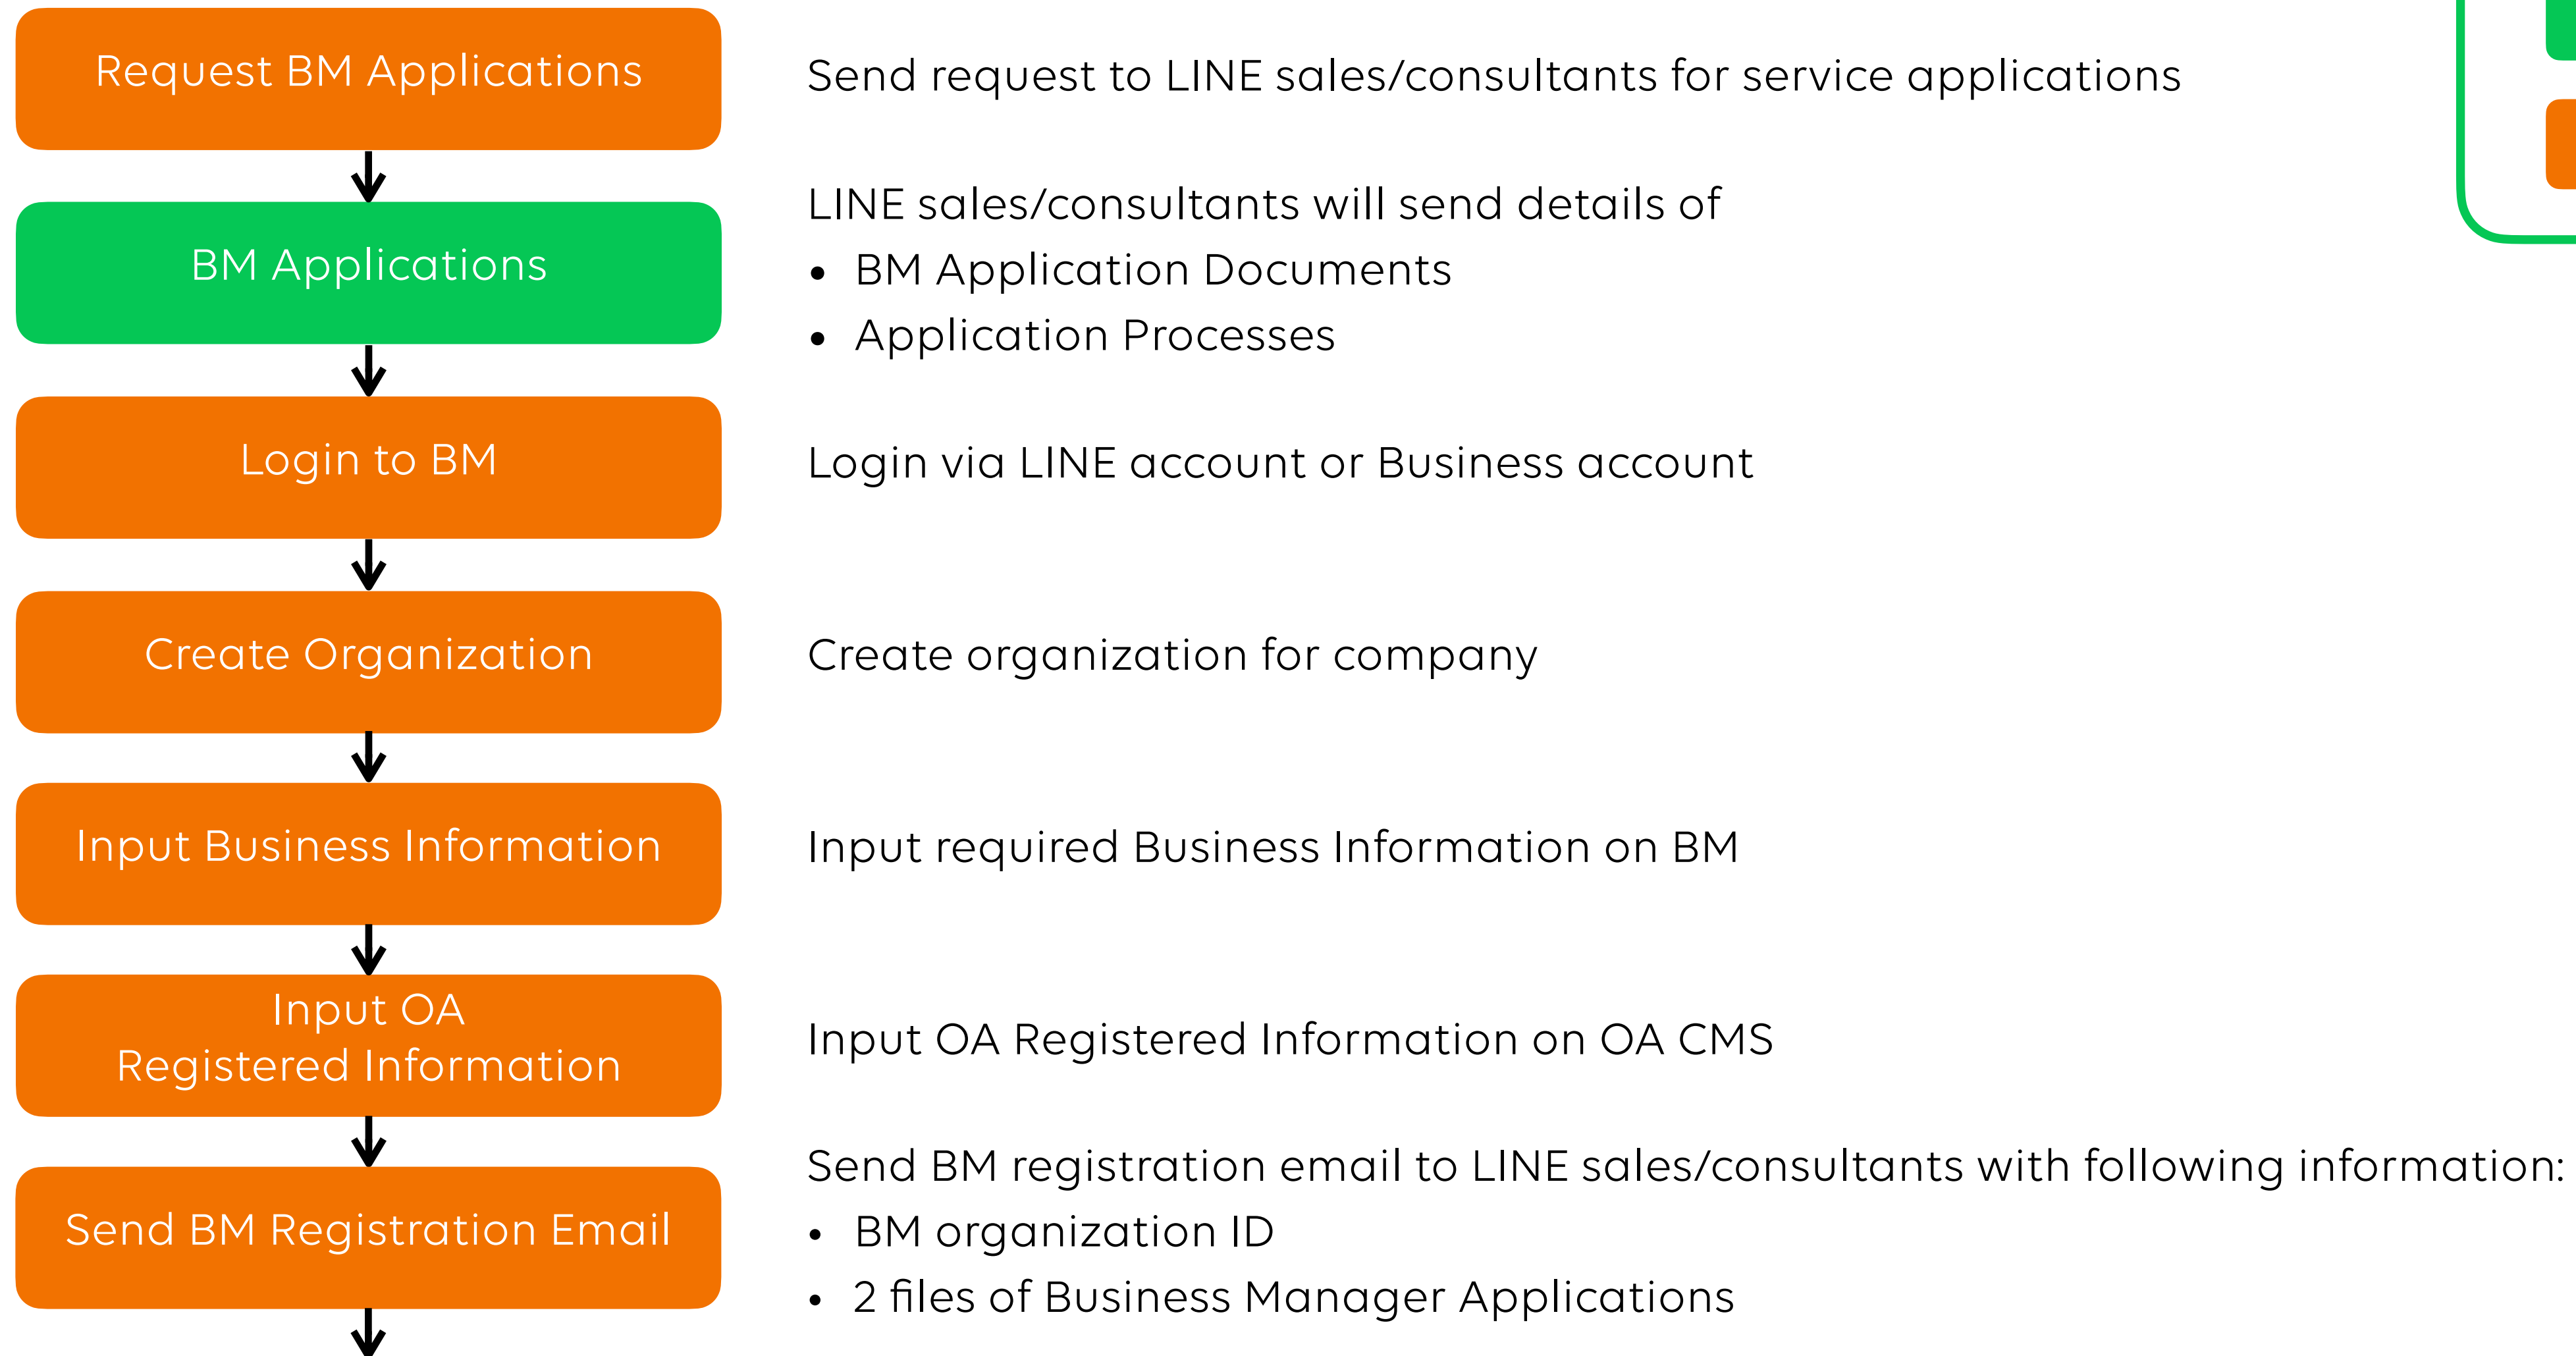 Request BM Applications
Send request to LINE sales/consultants for service applications
BM Applications
LINE sales/consultants will send details of
• BM Application Documents
• Application Processes
Login to BM
Login via LINE account or Business account
Create Organization
Create organization for company
Input Business Information
Input required Business Information on BM
Input OA
Registered Information
Input OA Registered Information on OA CMS
Send BM Registration Email
Send BM registration email to LINE sales/consultants with following information:
• BM organization ID
• 2 files of Business Manager Applications